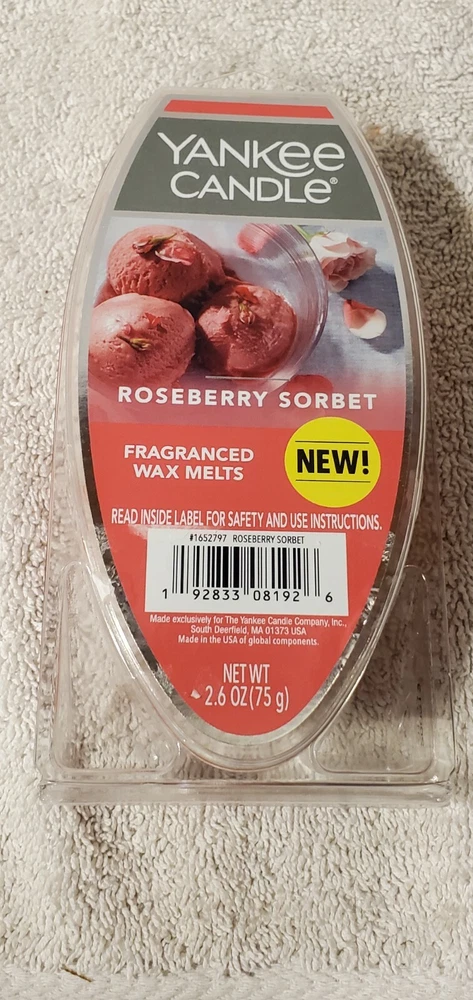 YANKEE
CANDLE®
ROSEBERRY SORBET
FRAGRANCED
WAX MELTS
NEW!
READ INSIDE LABEL FOR SAFETY AND USE INSTRUCTIONS.
#1652797 ROSEBERRY SORBET
1 92833 08192 6
Made exclusively for The Yankee Candle Company, Inc.,
South Deerfield, MA 01373 USA
Made in the USA of global components.
NET WT
2.6 OZ (75 g)